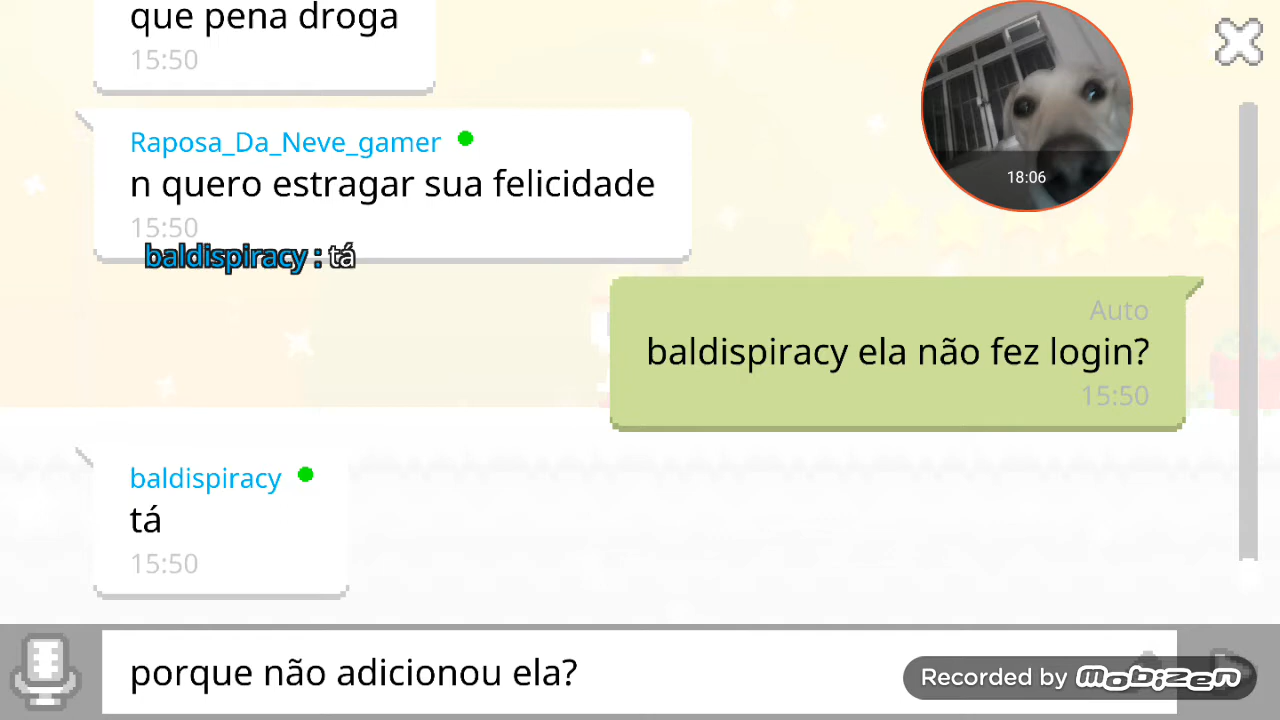 que pena droga
15:50
18:06
Raposa_Da_Neve_gamer
n quero estragar sua felicidade
15:50
baldispiracy : tá
Auto
baldispiracy ela não fez login?
15:50
baldispiracy
tá
15:50
porque não adicionou ela?
Recorded by mobizen